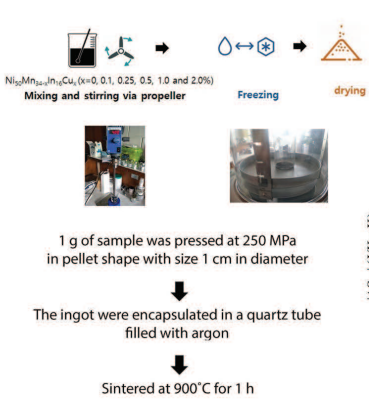 Ni50Mn34-xIn16Cux(x=0, 0.1, 0.25, 0.5, 1.0 and 2.0%)
Mixing and stirring via propeller
Freezing
drying
1 g of sample was pressed at 250 MPa
in pellet shape with size 1 cm in diameter
The ingot were encapsulated in a quartz tube
filled with argon
Sintered at 900˚C for 1 h